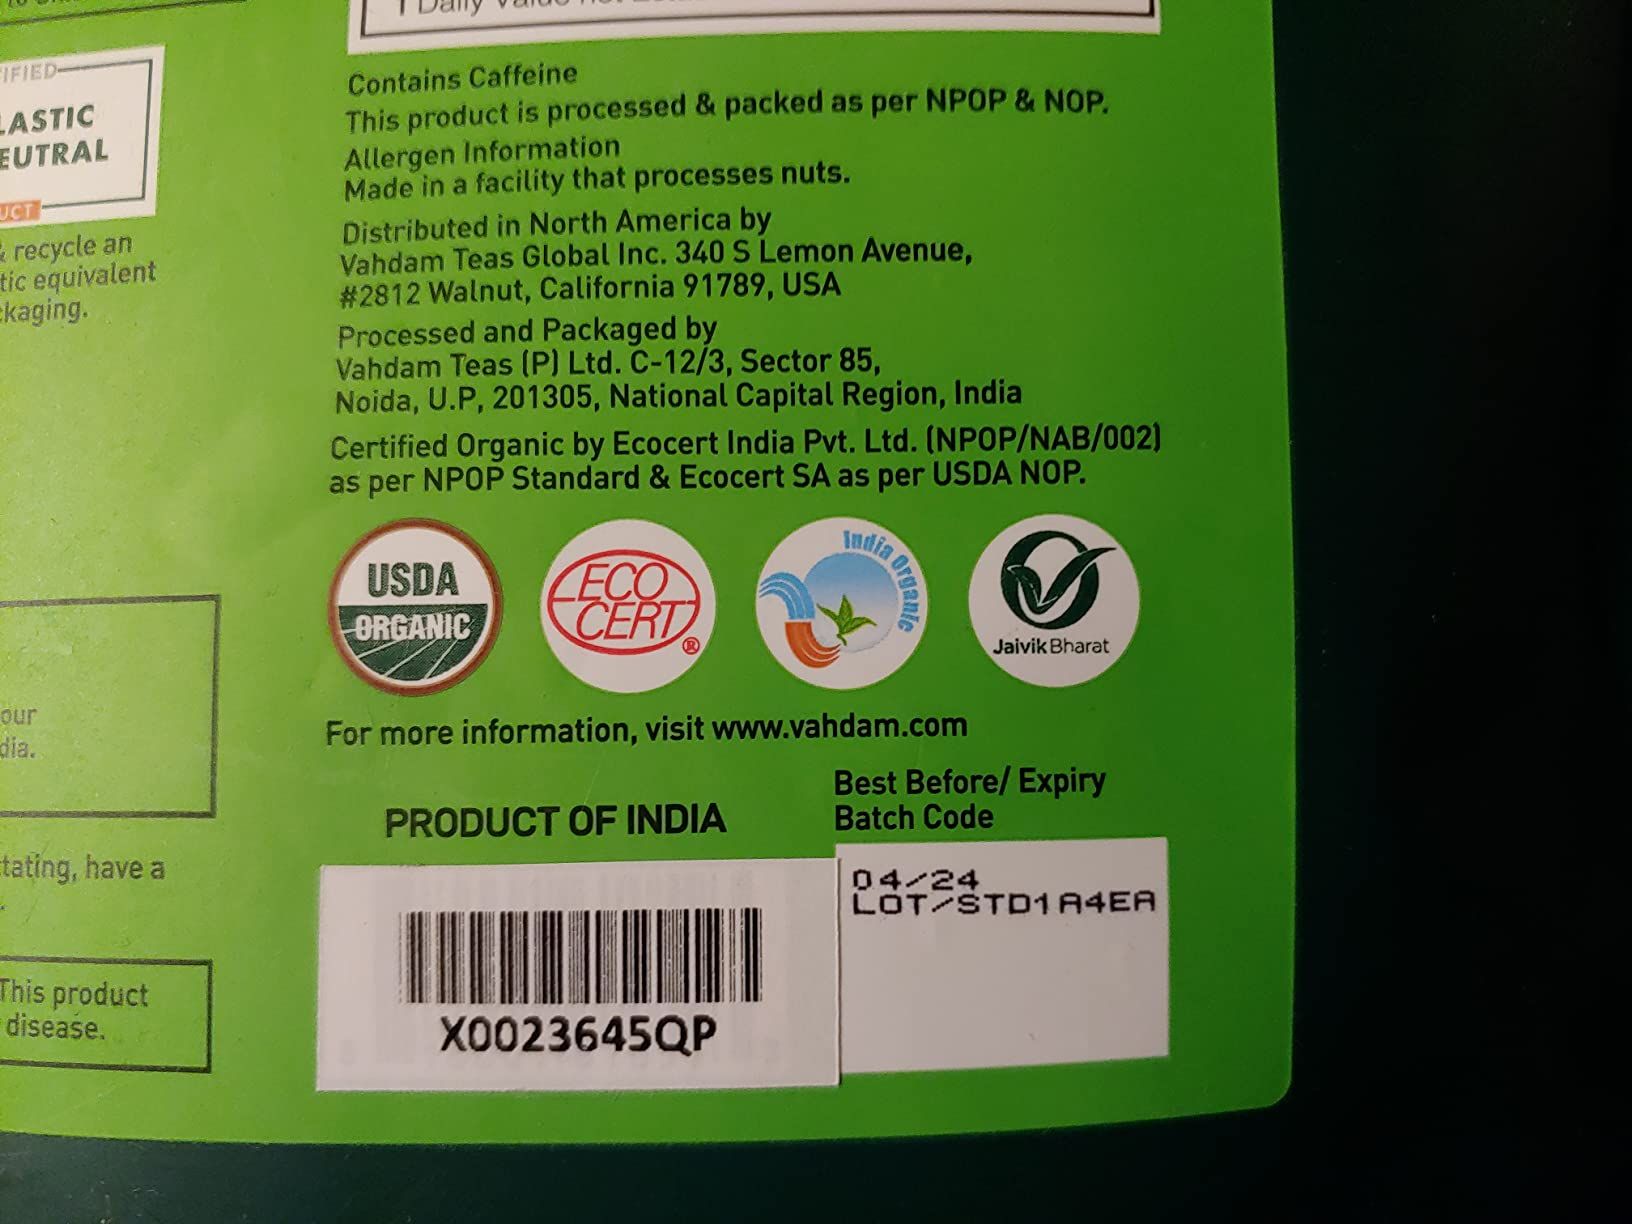 Daily Value
IFIED
LASTIC
EUTRAL
UCT
& recycle an
tic equivalent
ckaging.
our
dia.
tating, have a
This product
disease.
Contains Caffeine
This product is processed & packed as per NPOP & NOP.
Allergen Information
Made in a facility that processes nuts.
Distributed in North America by
Vahdam Teas Global Inc. 340 S Lemon Avenue,
#2812 Walnut, California 91789, USA
Processed and Packaged by
Vahdam Teas (P) Ltd. C-12/3, Sector 85,
Noida, U.P, 201305, National Capital Region, India
Certified Organic by Ecocert India Pvt. Ltd. (NPOP/NAB/002)
as per NPOP Standard & Ecocert SA as per USDA NOP.
USDA
ORGANIC
ECO
CERT®
India Organic
Jaivik Bharat
For more information, visit www.vahdam.com
PRODUCT OF INDIA
Best Before/ Expiry
Batch Code
04/24
LOT/STD1A4EA
X0023645QP